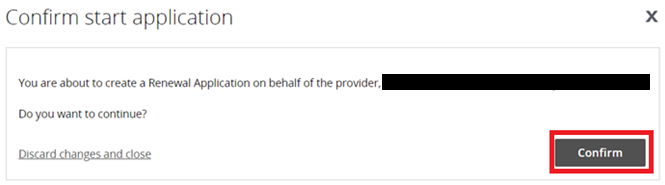 Confirm start application
X
You are about to create a Renewal Application on behalf of the provider,
Do you want to continue?
Discard changes and close
Confirm